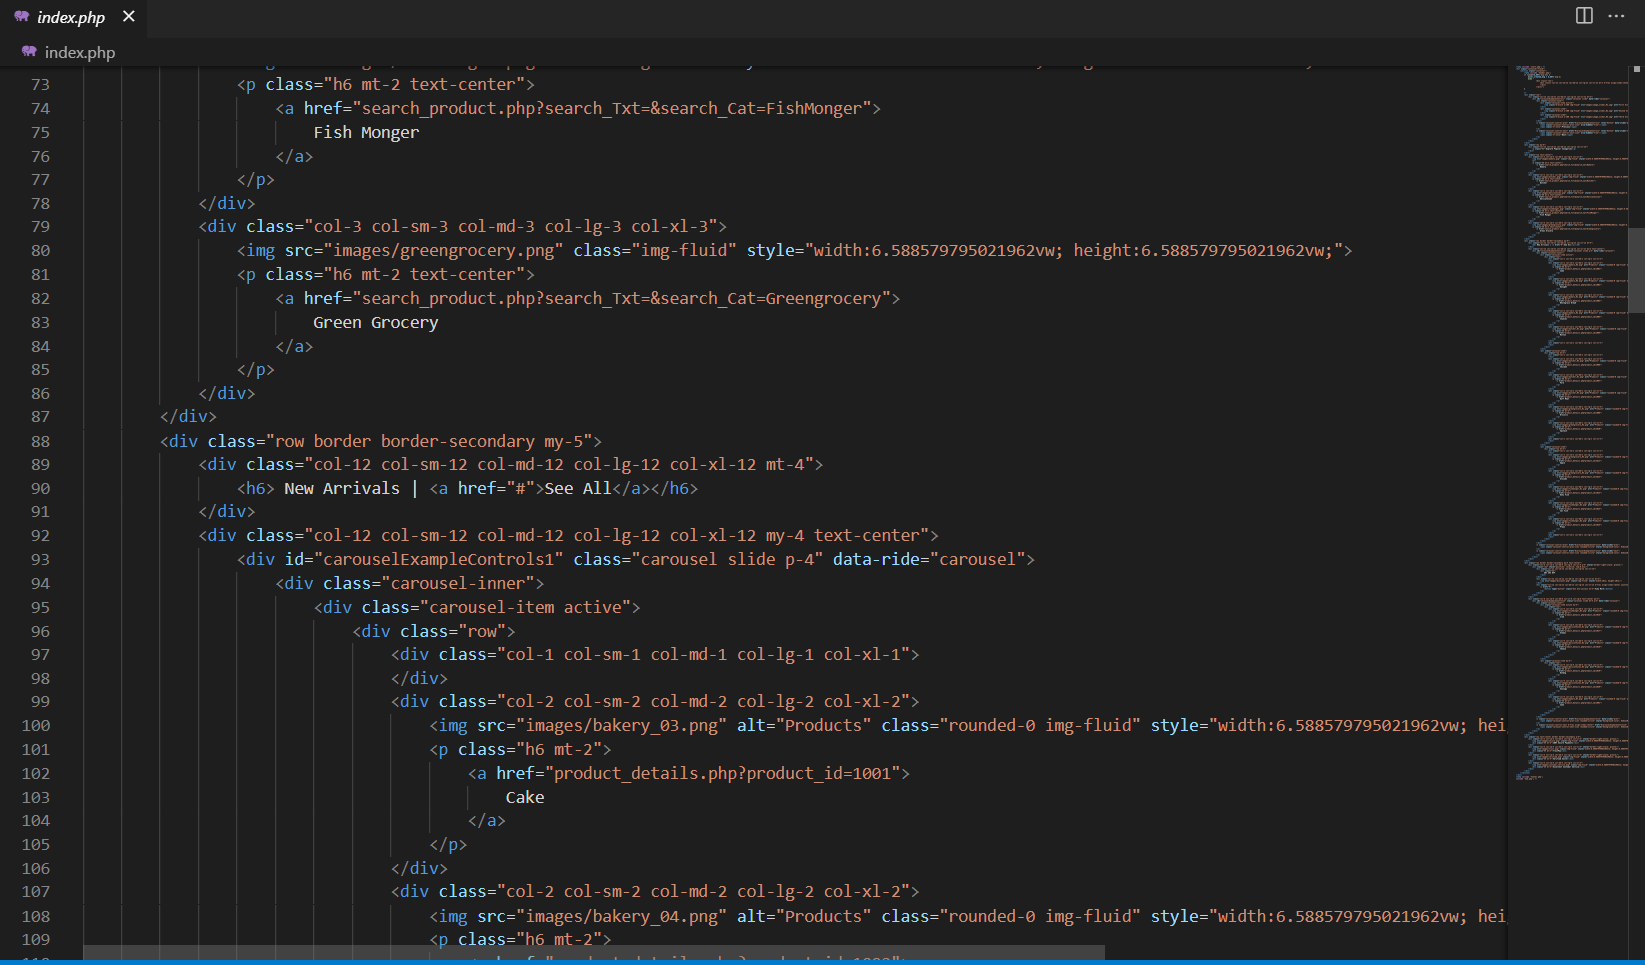 index.php
index.php
73 <p class="h6 mt-2 text-center">
74 <a href="search_product.php?search_Txt=&search_Cat=FishMonger">
75 Fish Monger
76 </a>
77 </p>
78 </div>
79 <div class="col-3 col-sm-3 col-md-3 col-lg-3 col-xl-3">
80 <img src="images/greengrocery.png" class="img-fluid" style="width:6.588579795021962vw; height:6.588579795021962vw;">
81 <p class="h6 mt-2 text-center">
82 <a href="search_product.php?search_Txt=&search_Cat=Greengrocery">
83 Green Grocery
84 </a>
85 </p>
86 </div>
87 </div>
88 <div class="row border border-secondary my-5">
89 <div class="col-12 col-sm-12 col-md-12 col-lg-12 col-xl-12 mt-4">
90 <h6> New Arrivals | <a href="#">See All</a></h6>
91 </div>
92 <div class="col-12 col-sm-12 col-md-12 col-lg-12 col-xl-12 my-4 text-center">
93 <div id="carouselExampleControls1" class="carousel slide p-4" data-ride="carousel">
94 <div class="carousel-inner">
95 <div class="carousel-item active">
96 <div class="row">
97 <div class="col-1 col-sm-1 col-md-1 col-lg-1 col-xl-1">
98 </div>
99 <div class="col-2 col-sm-2 col-md-2 col-lg-2 col-xl-2">
100 <img src="images/bakery_03.png" alt="Products" class="rounded-0 img-fluid" style="width:6.588579795021962vw; hei
101 <p class="h6 mt-2">
102 <a href="product_details.php?product_id=1001">
103 Cake
104 </a>
105 </p>
106 </div>
107 <div class="col-2 col-sm-2 col-md-2 col-lg-2 col-xl-2">
108 <img src="images/bakery_04.png" alt="Products" class="rounded-0 img-fluid" style="width:6.588579795021962vw; hei
109 <p class="h6 mt-2">